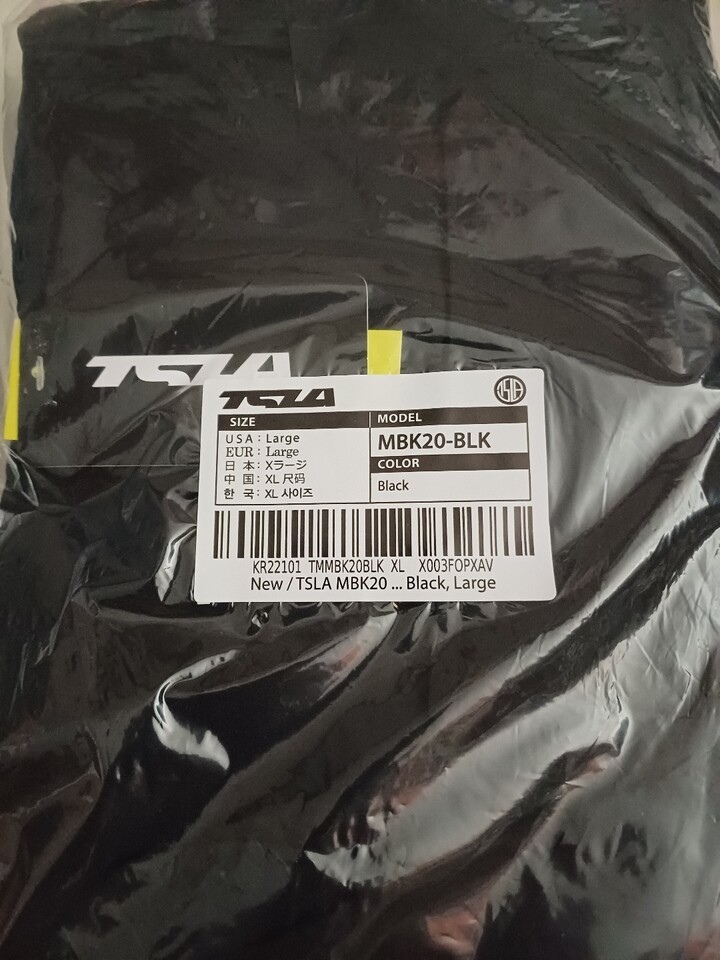 TSLA
TSLA
TSLA
SIZE
USA : Large
EUR : Large
日 本 : Xラージ
中 国 : XL 尺码
한 국 : XL 사이즈
MODEL
MBK20-BLK
COLOR
Black
KR22101 TMMBK20BLK XL X003FOPXAV
New / TSLA MBK20 ... Black, Large